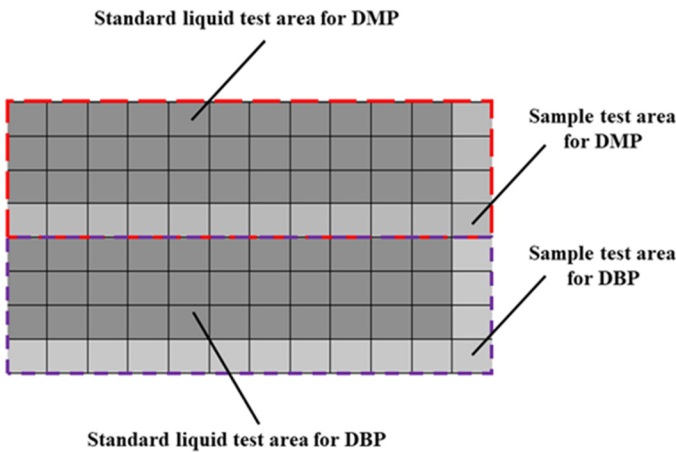 Standard liquid test area for DMP
Sample test area
for DMP
Sample test area
for DBP
Standard liquid test area for DBP